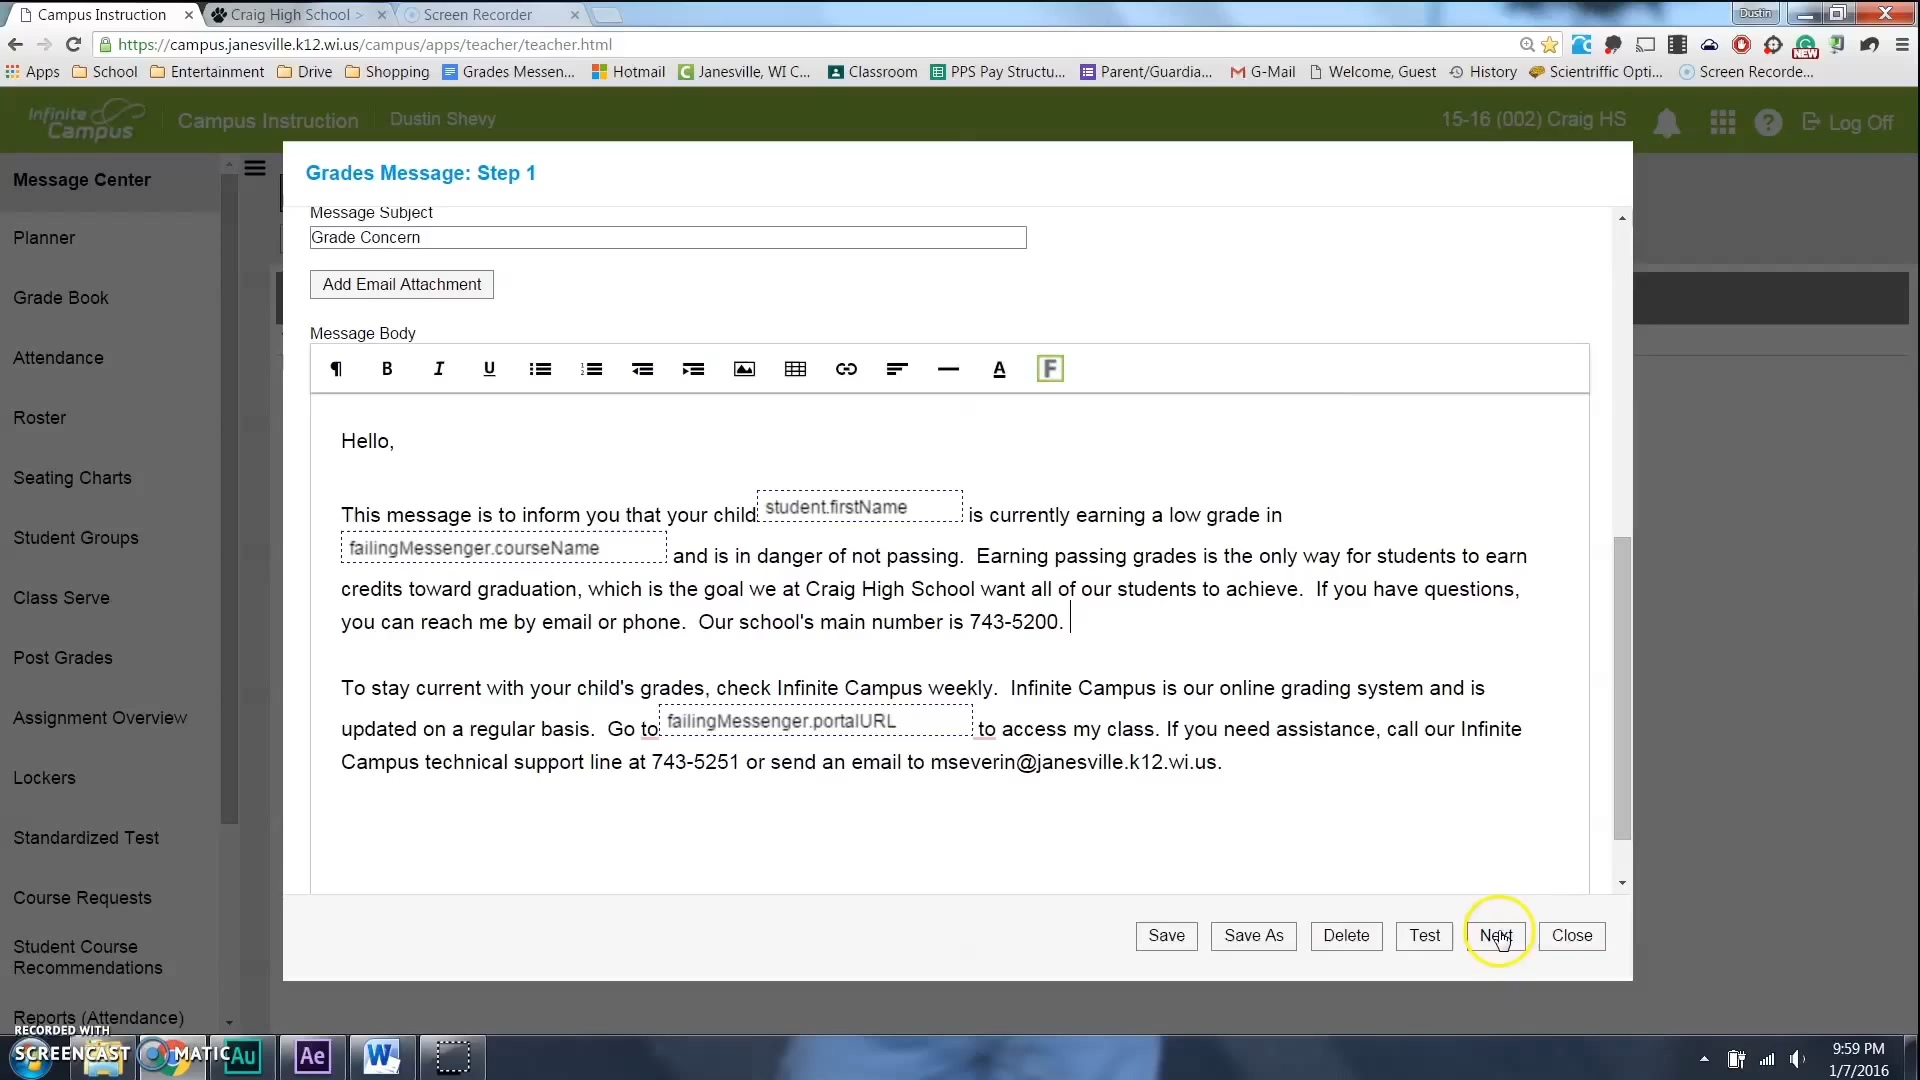 Campus Instruction
Craig High School >
Screen Recorder
Dustin
https://campus.janesville.k12.wi.us/campus/apps/teacher/teacher.html
NEW
Apps School Entertainment Drive Shopping Grades Messen... Hotmail Janesville, WI C... Classroom PPS Pay Structu... Parent/Guardia... G-Mail Welcome, Guest History Scientriffic Opti... Screen Recorde...
Infinite Campus
Campus Instruction
Dustin Shevy
15-16 (002) Craig HS
Log Off
Message Center
Planner
Grade Book
Attendance
Roster
Seating Charts
Student Groups
Class Serve
Post Grades
Assignment Overview
Lockers
Standardized Test
Course Requests
Student Course
Recommendations
Reports (Attendance)
Grades Message: Step 1
Message Subject
Grade Concern
Add Email Attachment
Message Body
¶ B I U A F
Hello,
This message is to inform you that your child student.firstName is currently earning a low grade in
failingMessenger.courseName and is in danger of not passing. Earning passing grades is the only way for students to earn
credits toward graduation, which is the goal we at Craig High School want all of our students to achieve. If you have questions,
you can reach me by email or phone. Our school's main number is 743-5200.
To stay current with your child's grades, check Infinite Campus weekly. Infinite Campus is our online grading system and is
updated on a regular basis. Go to failingMessenger.portalURL to access my class. If you need assistance, call our Infinite
Campus technical support line at 743-5251 or send an email to mseverin@janesville.k12.wi.us.
Save Save As Delete Test Next Close
RECORDED WITH
SCREENCAST MATIC
Au Ae W
9:59 PM
1/7/2016